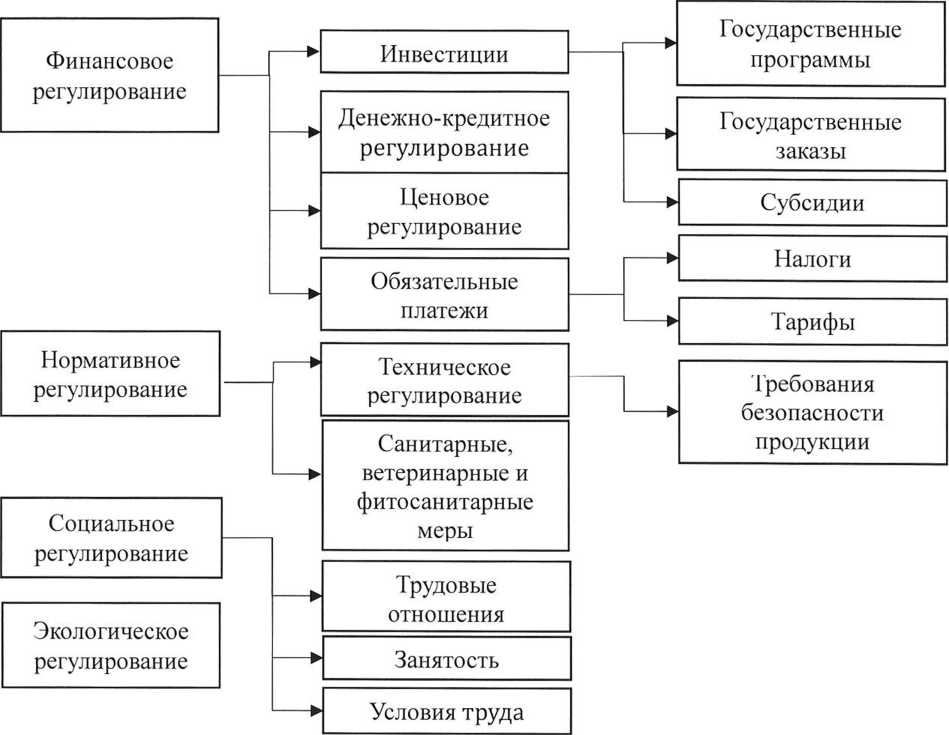 Финансовое
регулирование
Инвестиции
Государственные
программы
Государственные
заказы
Субсидии
Денежно-кредитное
регулирование
Ценовое
регулирование
Обязательные
платежи
Налоги
Тарифы
Нормативное
регулирование
Техническое
регулирование
Требования
безопасности
продукции
Санитарные,
ветеринарные и
фитосанитарные
меры
Социальное
регулирование
Трудовые
отношения
Занятость
Условия труда
Экологическое
регулирование